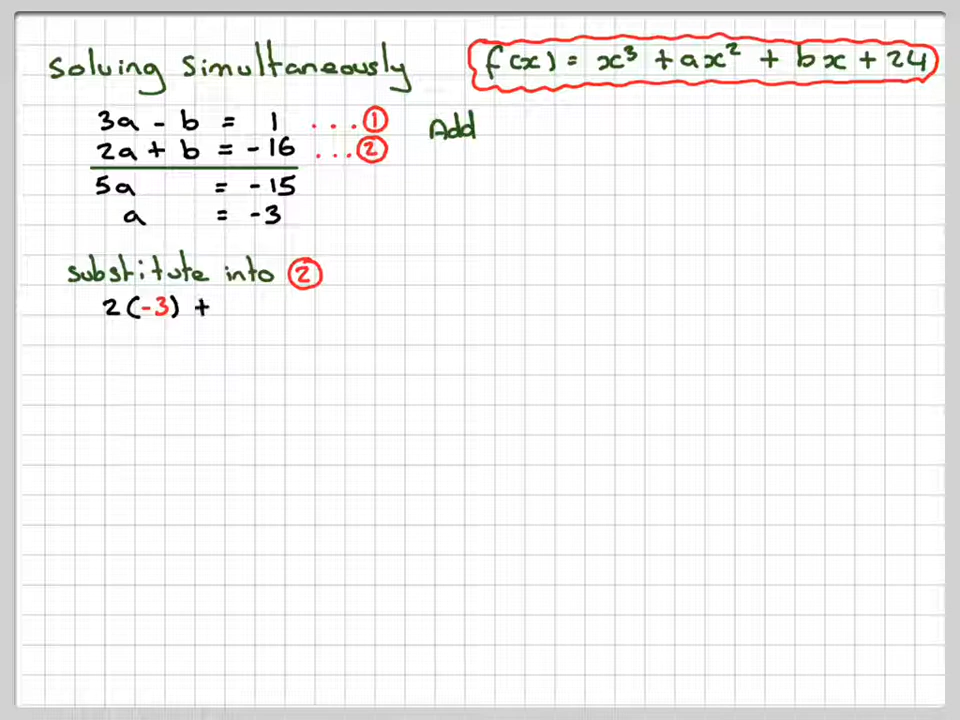 Solving Simultaneously
f(x) = x³ + ax² + bx + 24
3a - b = 1 ...①
Add
2a + b = -16 ...②
5a = -15
a = -3
substitute into ②
2(-3) +